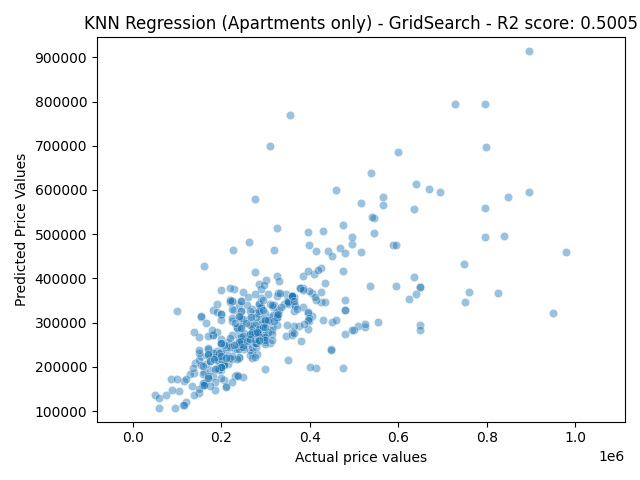 KNN Regression (Apartments only) - GridSearch - R2 score: 0.5005
900000
800000
700000
600000
500000
400000
300000
200000
100000
Predicted Price Values
0.0 0.2 0.4 0.6 0.8 1.0
1e6
Actual price values